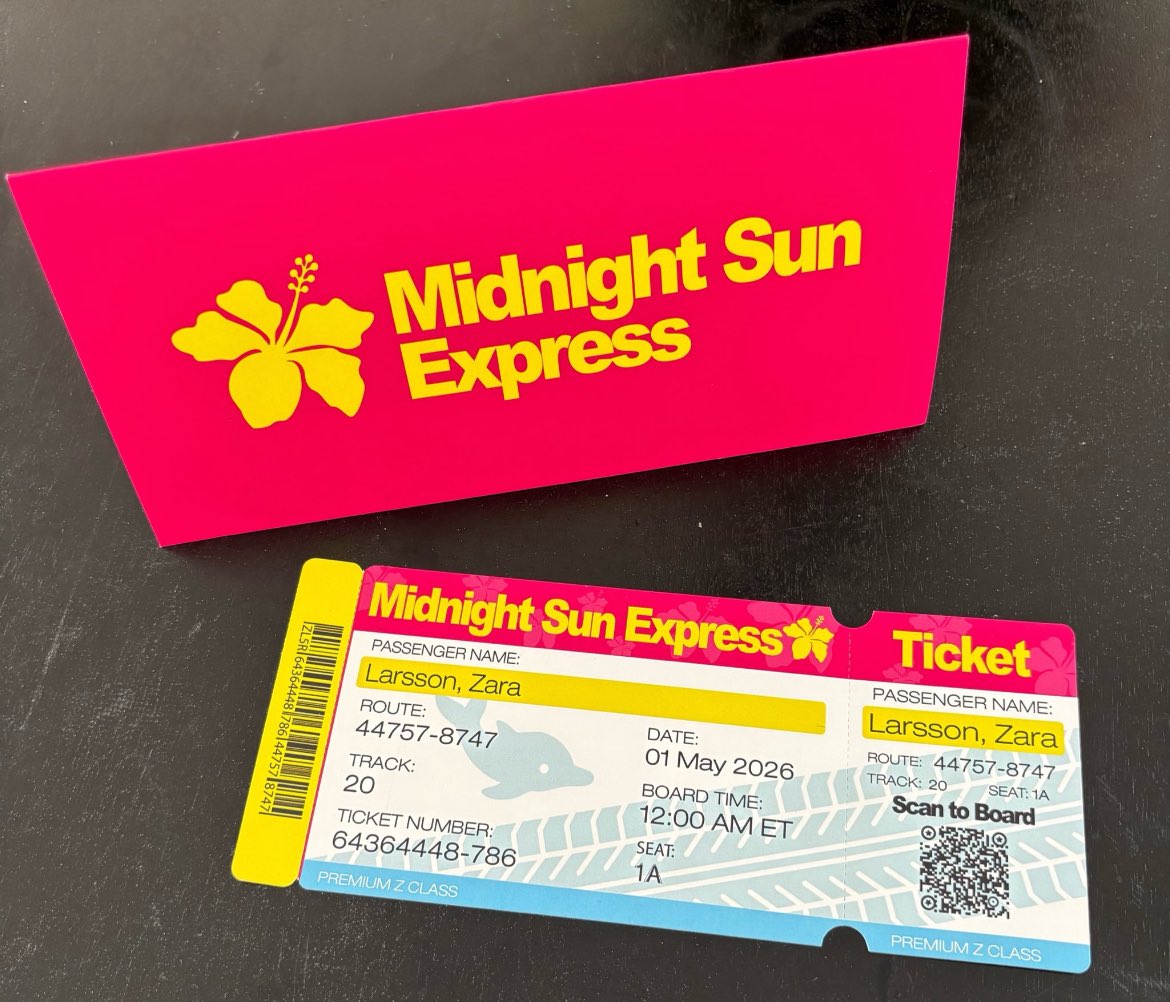 Midnight Sun
Express
Midnight Sun Express
PASSENGER NAME:
Larsson, Zara
ROUTE:
44757-8747
TRACK:
20
TICKET NUMBER:
64364448-786
DATE:
01 May 2026
BOARD TIME:
12:00 AM ET
SEAT:
1A
PREMIUM Z CLASS
Ticket
PASSENGER NAME:
Larsson, Zara
ROUTE: 44757-8747
TRACK: 20 SEAT: 1A
Scan to Board
PREMIUM Z CLASS